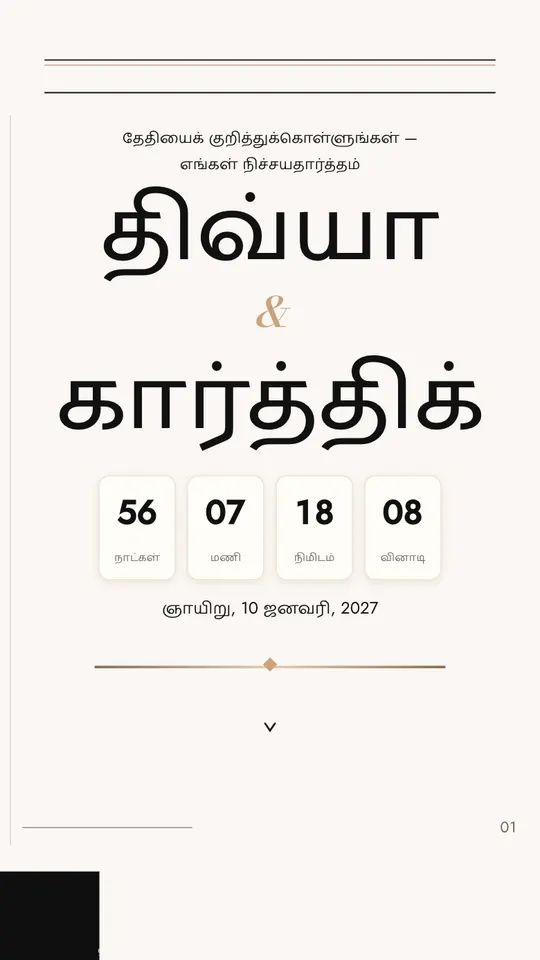 தேதியைக் குறித்துக்கொள்ளுங்கள் —
எங்கள் நிச்சயதார்த்தம்
திவ்யா
&
கார்த்திக்
56 07 18 08
நாட்கள் மணி நிமிடம் வினாடி
ஞாயிறு, 10 ஜனவரி, 2027
01